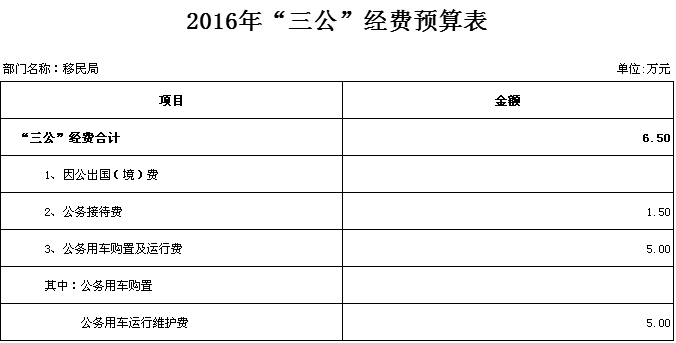 2016年“三公”经费预算表
部门名称：移民局 单位:万元
项目 金额
“三公”经费合计 6.50
1、因公出国（境）费
2、公务接待费 1.50
3、公务用车购置及运行费 5.00
其中：公务用车购置
公务用车运行维护费 5.00